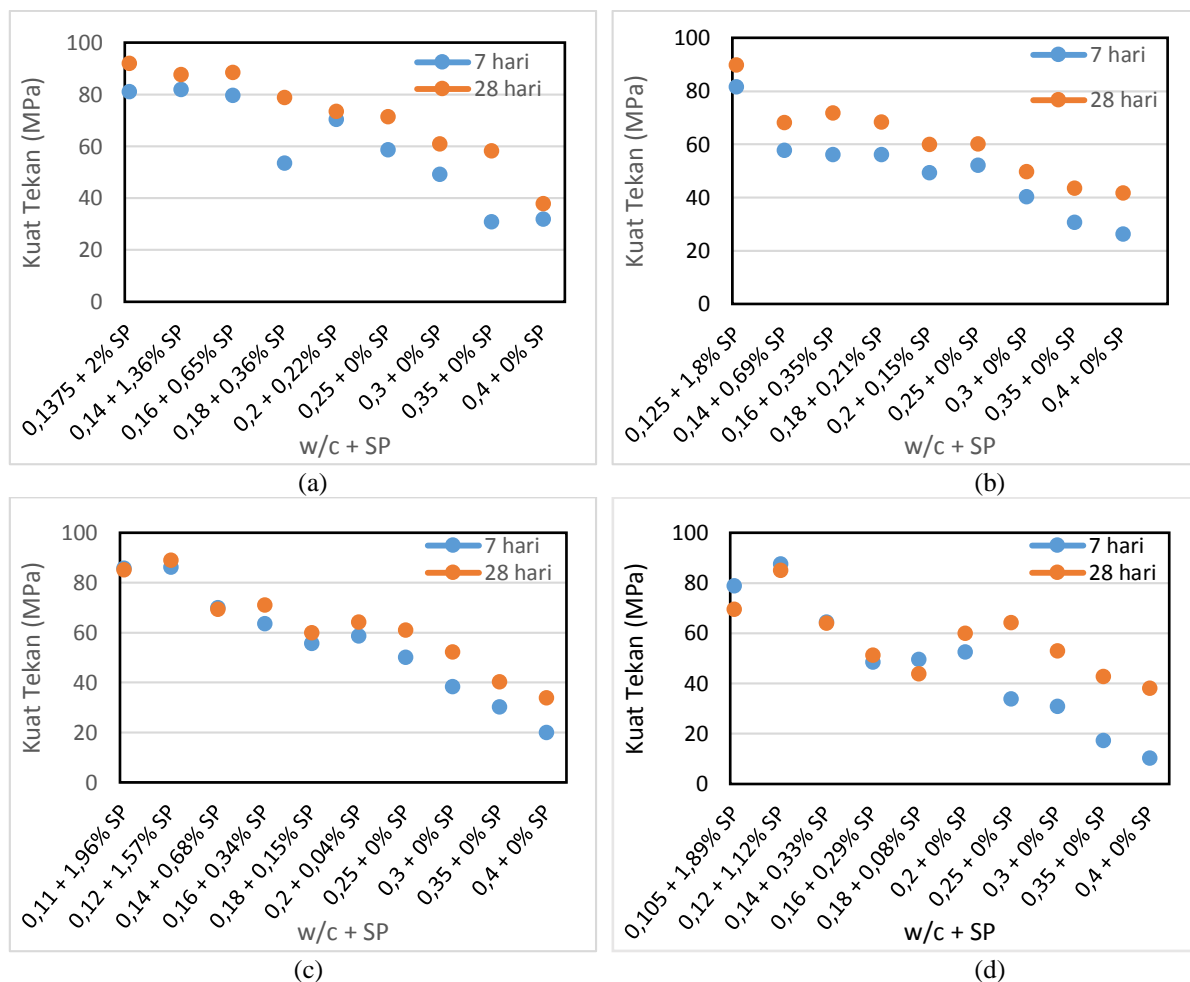 100
80
60
40
20
0
Kuat Tekan (MPa)
7 hari
28 hari
0,1375 + 2% SP
0,14 + 1,36% SP
0,16 + 0,65% SP
0,18 + 0,36% SP
0,2 + 0,22% SP
0,25 + 0% SP
0,3 + 0% SP
0,35 + 0% SP
0,4 + 0% SP
w/c + SP
(a)
100
80
60
40
20
0
Kuat Tekan (MPa)
7 hari
28 hari
0,125 + 1,8% SP
0,14 + 0,69% SP
0,16 + 0,35% SP
0,18 + 0,21% SP
0,2 + 0,15% SP
0,25 + 0% SP
0,3 + 0% SP
0,35 + 0% SP
0,4 + 0% SP
w/c + SP
(b)
100
80
60
40
20
0
Kuat Tekan (MPa)
7 hari
28 hari
0,11 + 1,96% SP
0,12 + 1,57% SP
0,14 + 0,68% SP
0,16 + 0,34% SP
0,18 + 0,15% SP
0,2 + 0,04% SP
0,25 + 0% SP
0,3 + 0% SP
0,35 + 0% SP
0,4 + 0% SP
w/c + SP
(c)
100
80
60
40
20
0
Kuat Tekan (MPa)
7 hari
28 hari
0,105 + 1,89% SP
0,12 + 1,12% SP
0,14 + 0,33% SP
0,16 + 0,29% SP
0,18 + 0,08% SP
0,2 + 0% SP
0,25 + 0% SP
0,3 + 0% SP
0,35 + 0% SP
0,4 + 0% SP
w/c + SP
(d)